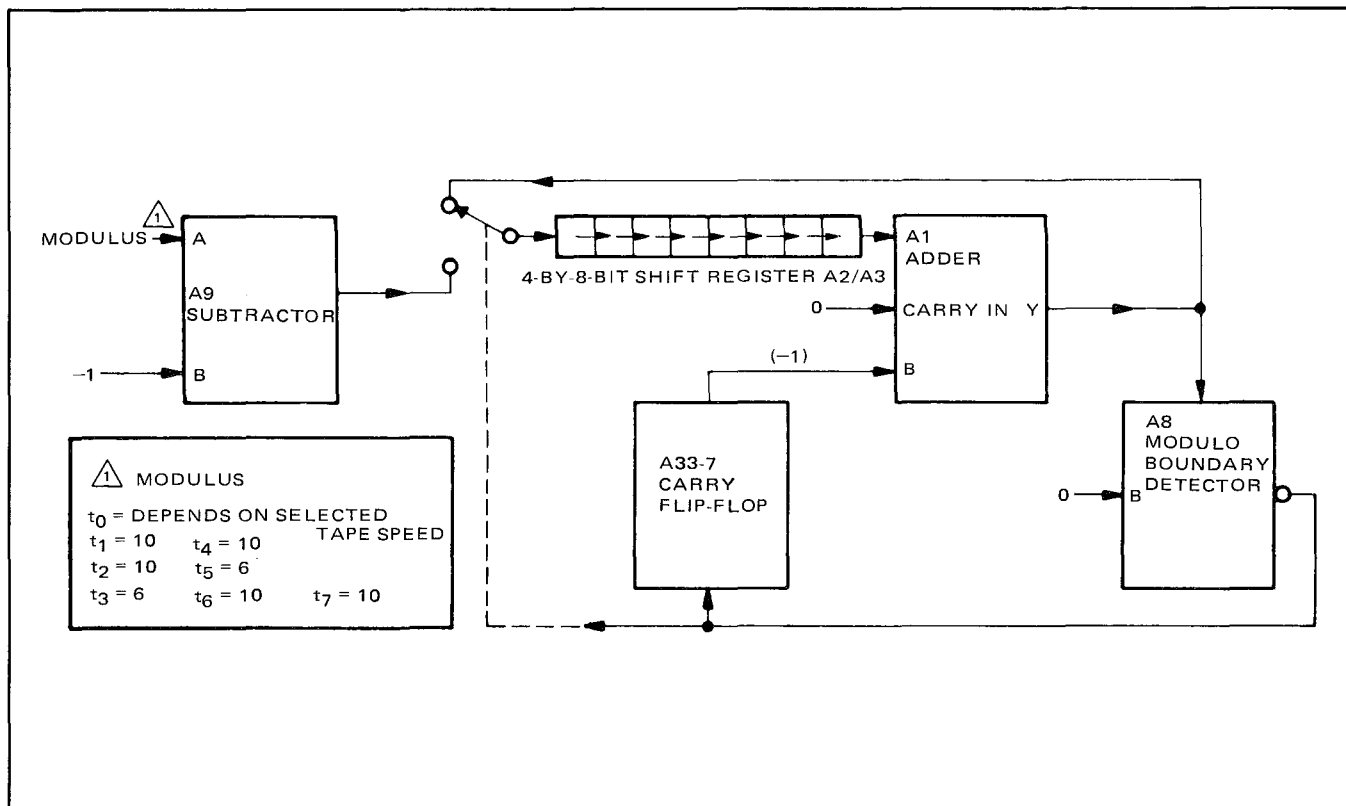 MODULUS
1
A
A9
SUBTRACTOR
-1
B
4-BY-8-BIT SHIFT REGISTER A2/A3
A1
ADDER
0
CARRY IN Y
(-1)
B
A33-7
CARRY
FLIP-FLOP
A8
MODULO
BOUNDARY
DETECTOR
0
B
1 MODULUS
t0 = DEPENDS ON SELECTED
TAPE SPEED
t1 = 10 t4 = 10
t2 = 10 t5 = 6
t3 = 6 t6 = 10 t7 = 10